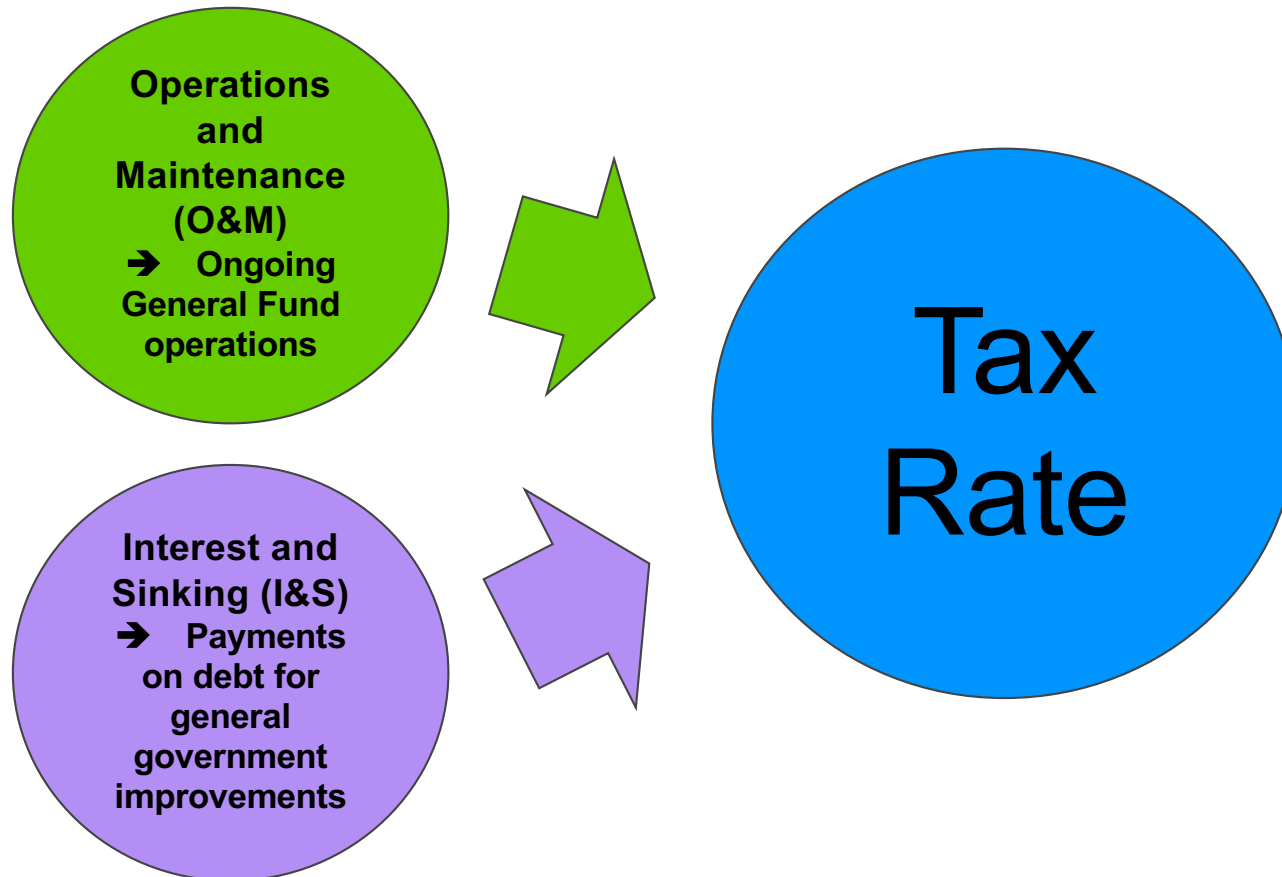 Operations
and
Maintenance
(O&M)
➔ Ongoing
General Fund
operations
Interest and
Sinking (I&S)
➔ Payments
on debt for
general
government
improvements
Tax
Rate